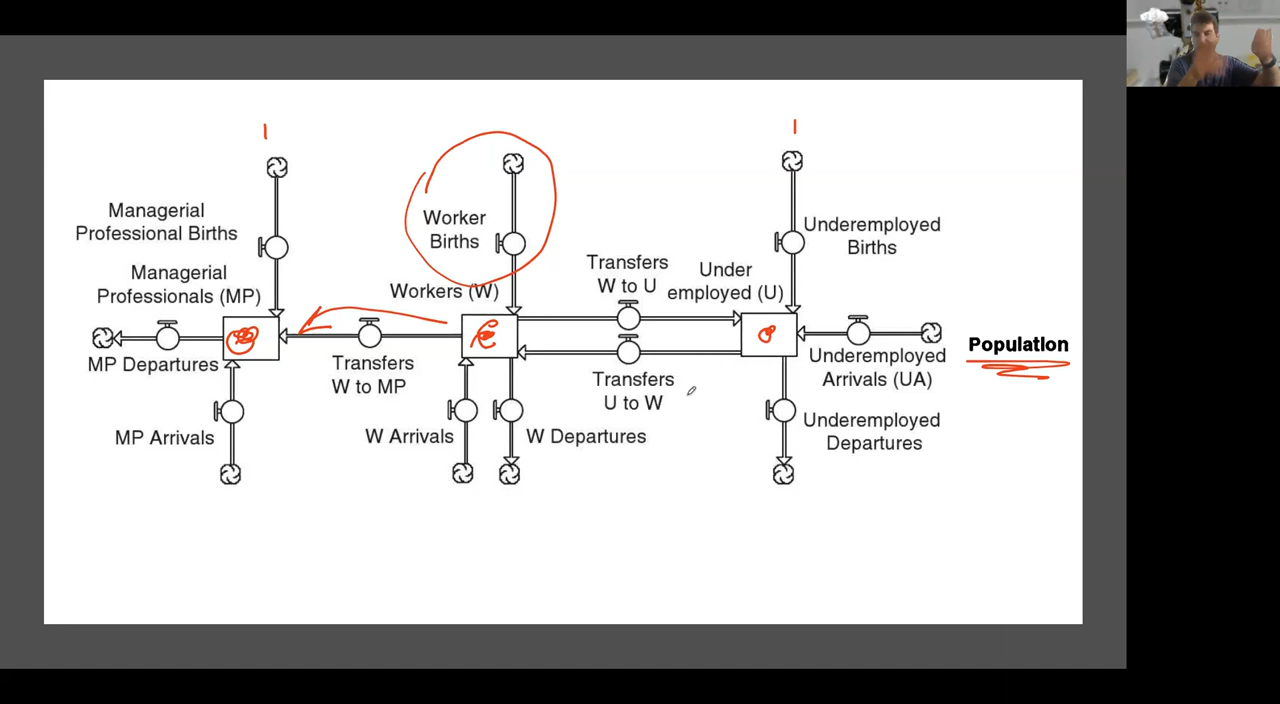 Managerial
Professional Births
Worker
Births
Underemployed
Births
Managerial
Professionals (MP)
Transfers
W to U
Under
employed (U)
Workers (W)
MP Departures
Transfers
W to MP
Transfers
U to W
Underemployed
Arrivals (UA)
Population
MP Arrivals
W Arrivals
W Departures
Underemployed
Departures